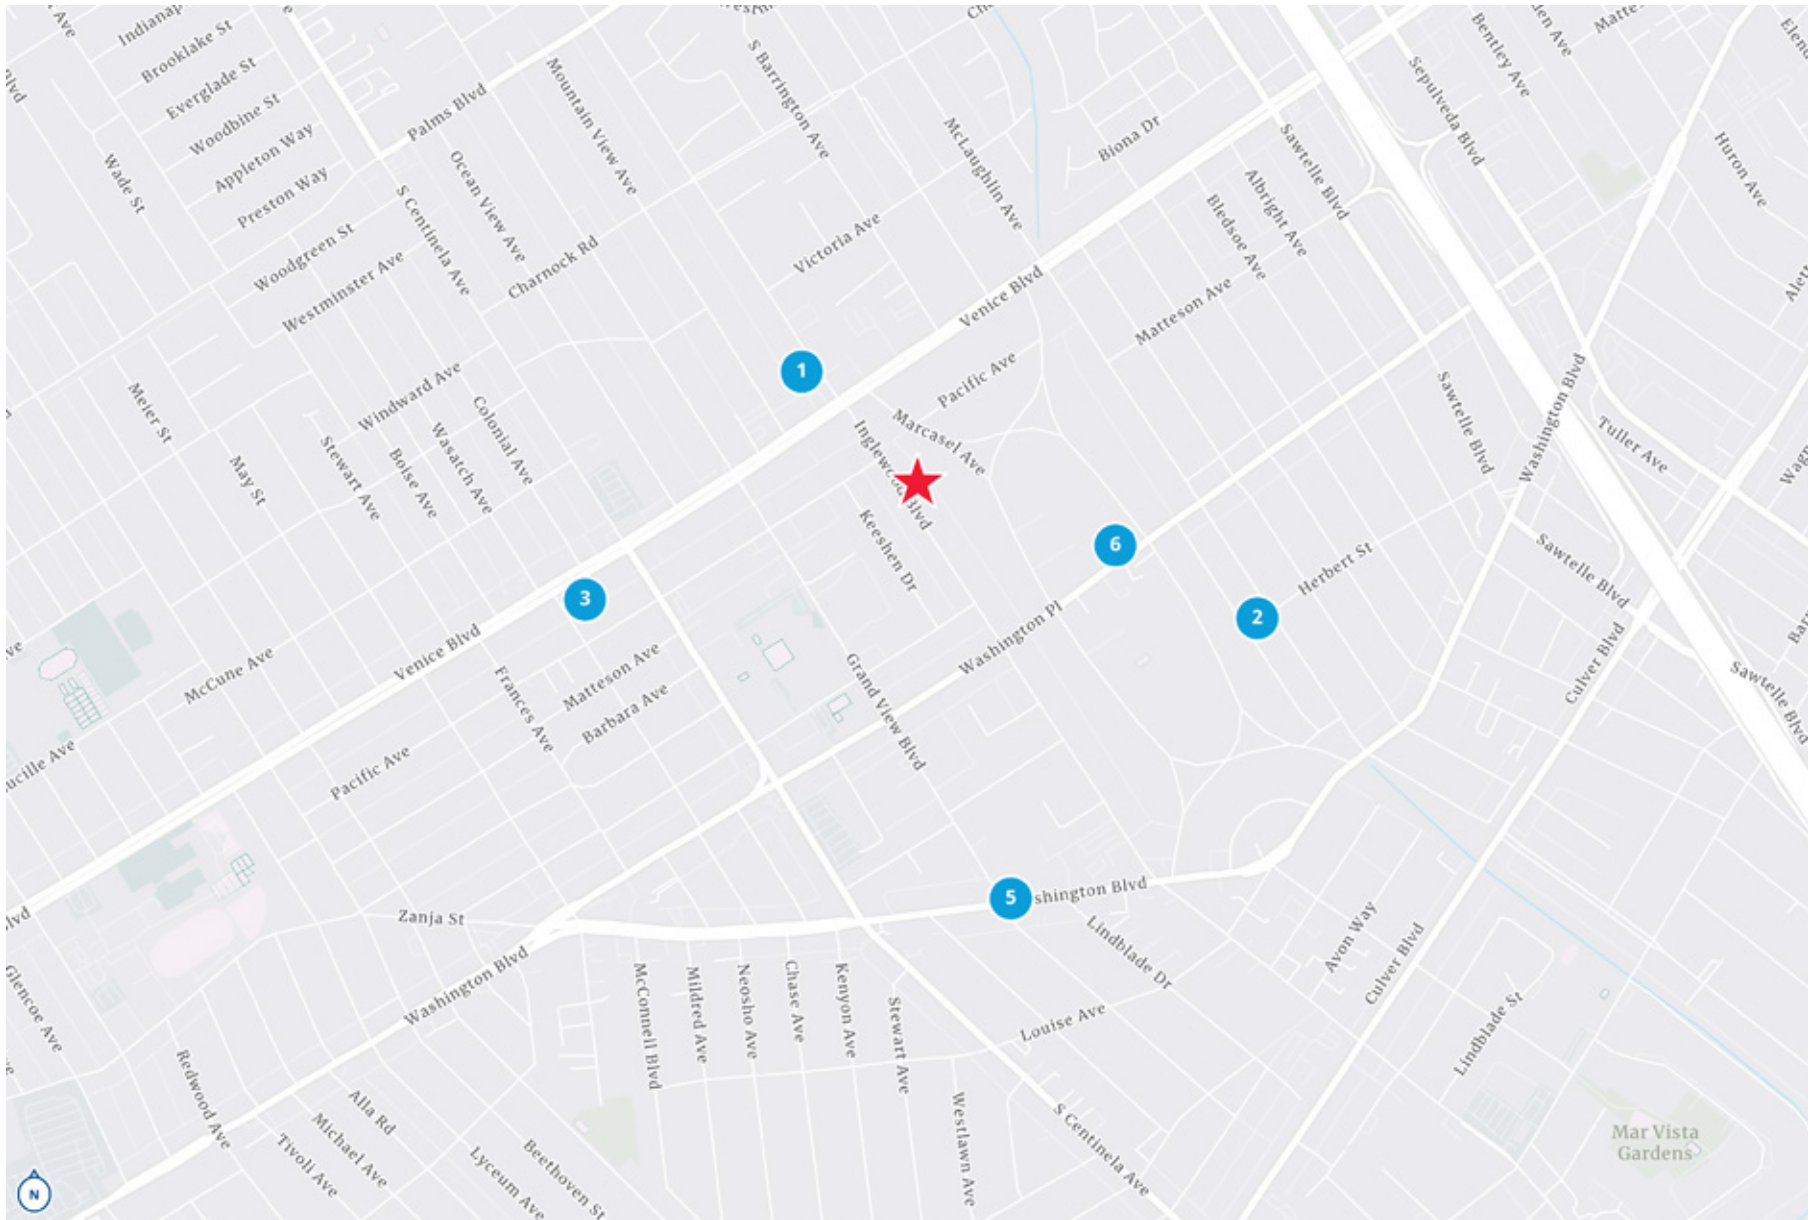 Indianap
Brooklake St
Everglade St
Woodbine St
Appleton Way
Preston Way
Woodgreen St
Westminster Ave
Wade St
Palms Blvd
Mountain View Ave
Ocean View Ave
S Centinela Ave
Charnock Rd
S Barrington Ave
Victoria Ave
McLaughlin Ave
Biona Dr
Sawtelle Blvd
Albright Ave
Bledsoe Ave
Matteson Ave
Sepulveda Blvd
Bentley Ave
Huron Ave
Venice Blvd
Pacific Ave
Marcasel Ave
Keeshen Dr
1
Windward Ave
Colonial Ave
Wasatch Ave
Boise Ave
Stewart Ave
Meier St
May St
Sawtelle Blvd
Washington Blvd
Tuller Ave
6
Herbert St
2
3
Sawtelle Blvd
Culver Blvd
Sawtelle Blvd
Washington Pl
Grand View Blvd
Venice Blvd
McCune Ave
Matteson Ave
Barbara Ave
Frances Ave
Pacific Ave
ucille Ave
Zanja St
Washington Blvd
5
shington Blvd
Lindblade Dr
Avon Way
Culver Blvd
Lindblade St
Louise Ave
McConnell Blvd
Mildred Ave
Neosho Ave
Chase Ave
Kenyon Ave
Stewart Ave
Westlawn Ave
S Centinela Ave
Glencoe Ave
Redwood Ave
Alla Rd
Michael Ave
Tivoli Ave
Lyceum Ave
Beethoven St
Mar Vista
Gardens
N